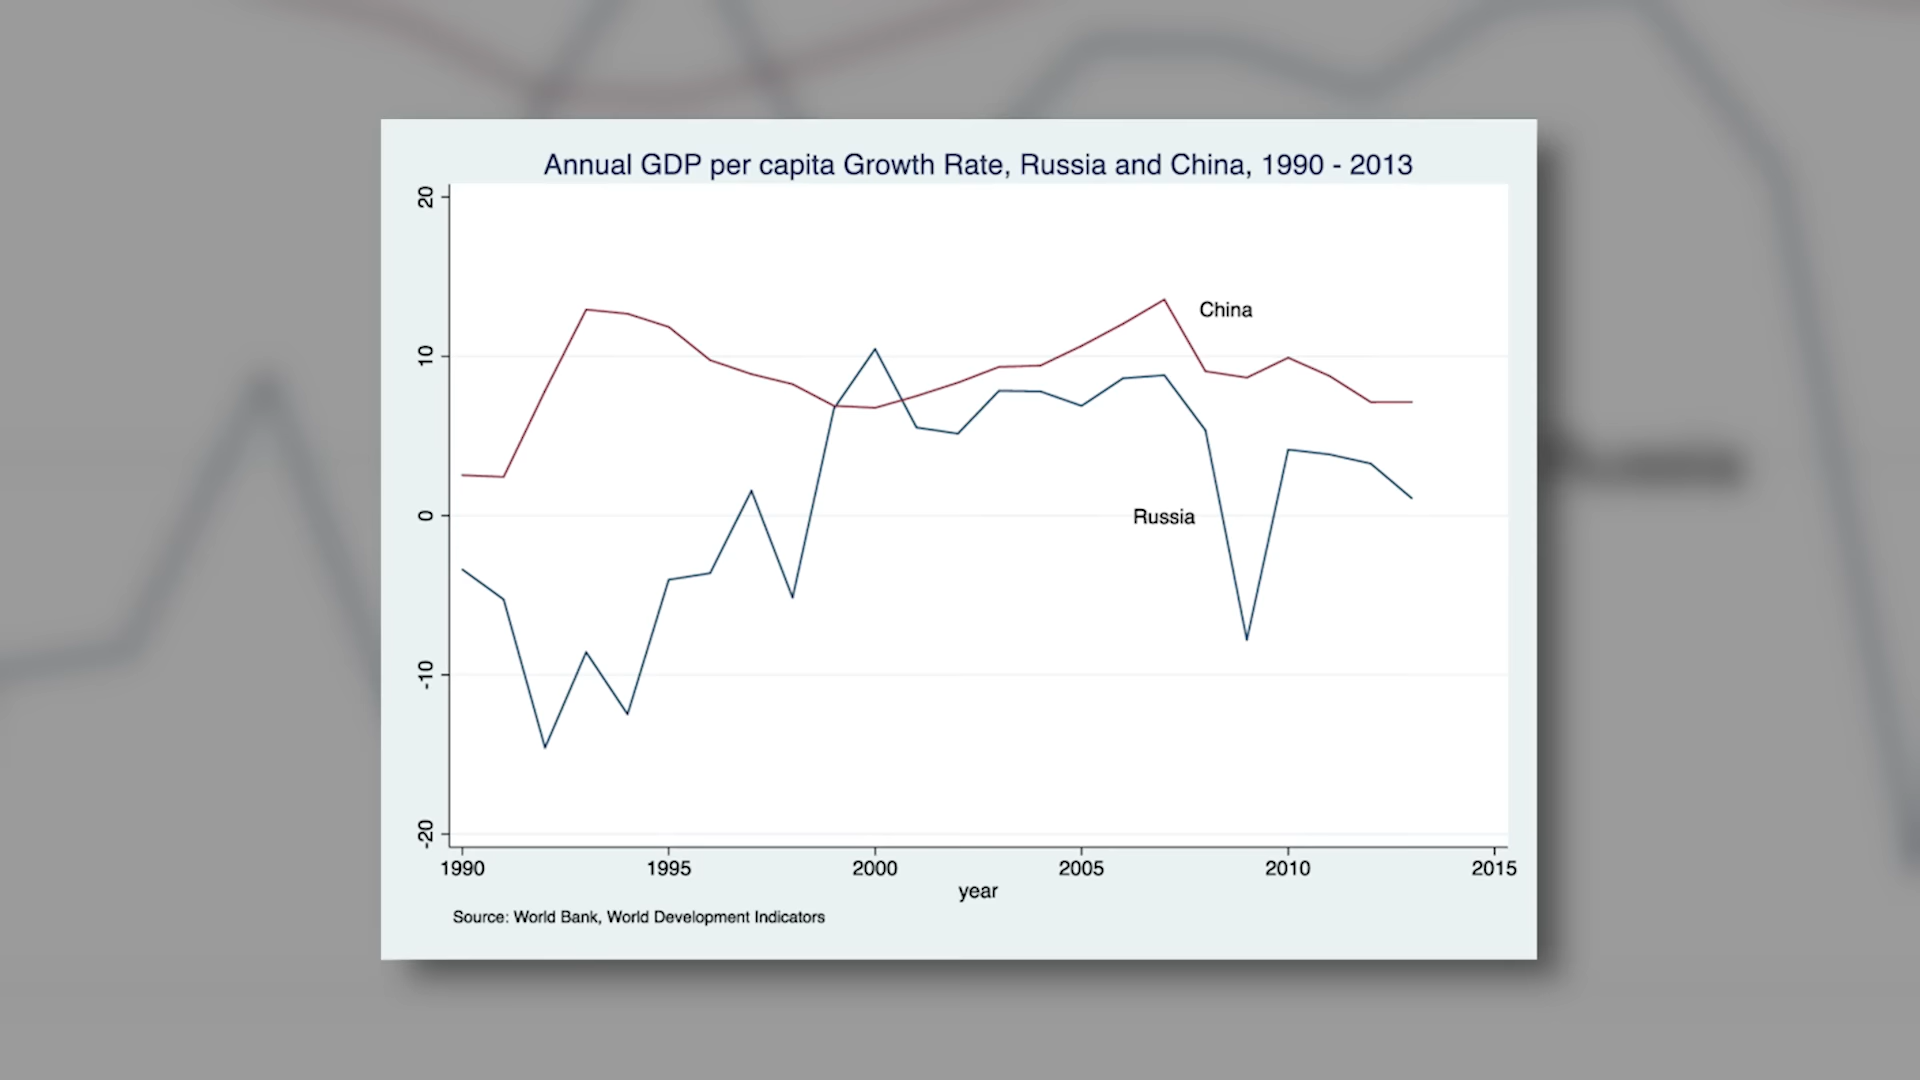 Annual GDP per capita Growth Rate, Russia and China, 1990 - 2013
20
10
0
-10
-20
China
Russia
1990 1995 2000 2005 2010 2015
year
Source: World Bank, World Development Indicators